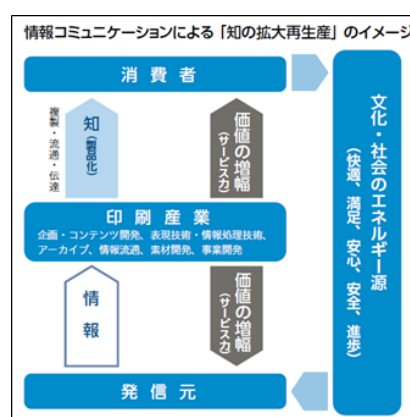 情報コミュニケーションによる「知の拡大再生産」のイメージ
消費者
複製・流通・伝達
知
(製品化)
価値の増幅
(サービス力)
印刷産業
企画・コンテンツ開発、表現技術・情報処理技術、
アーカイブ、情報流通、素材開発、事業開発
情報
価値の増幅
(サービス力)
発信元
文化・社会のエネルギー源
(快適、満足、安心、安全、進歩)